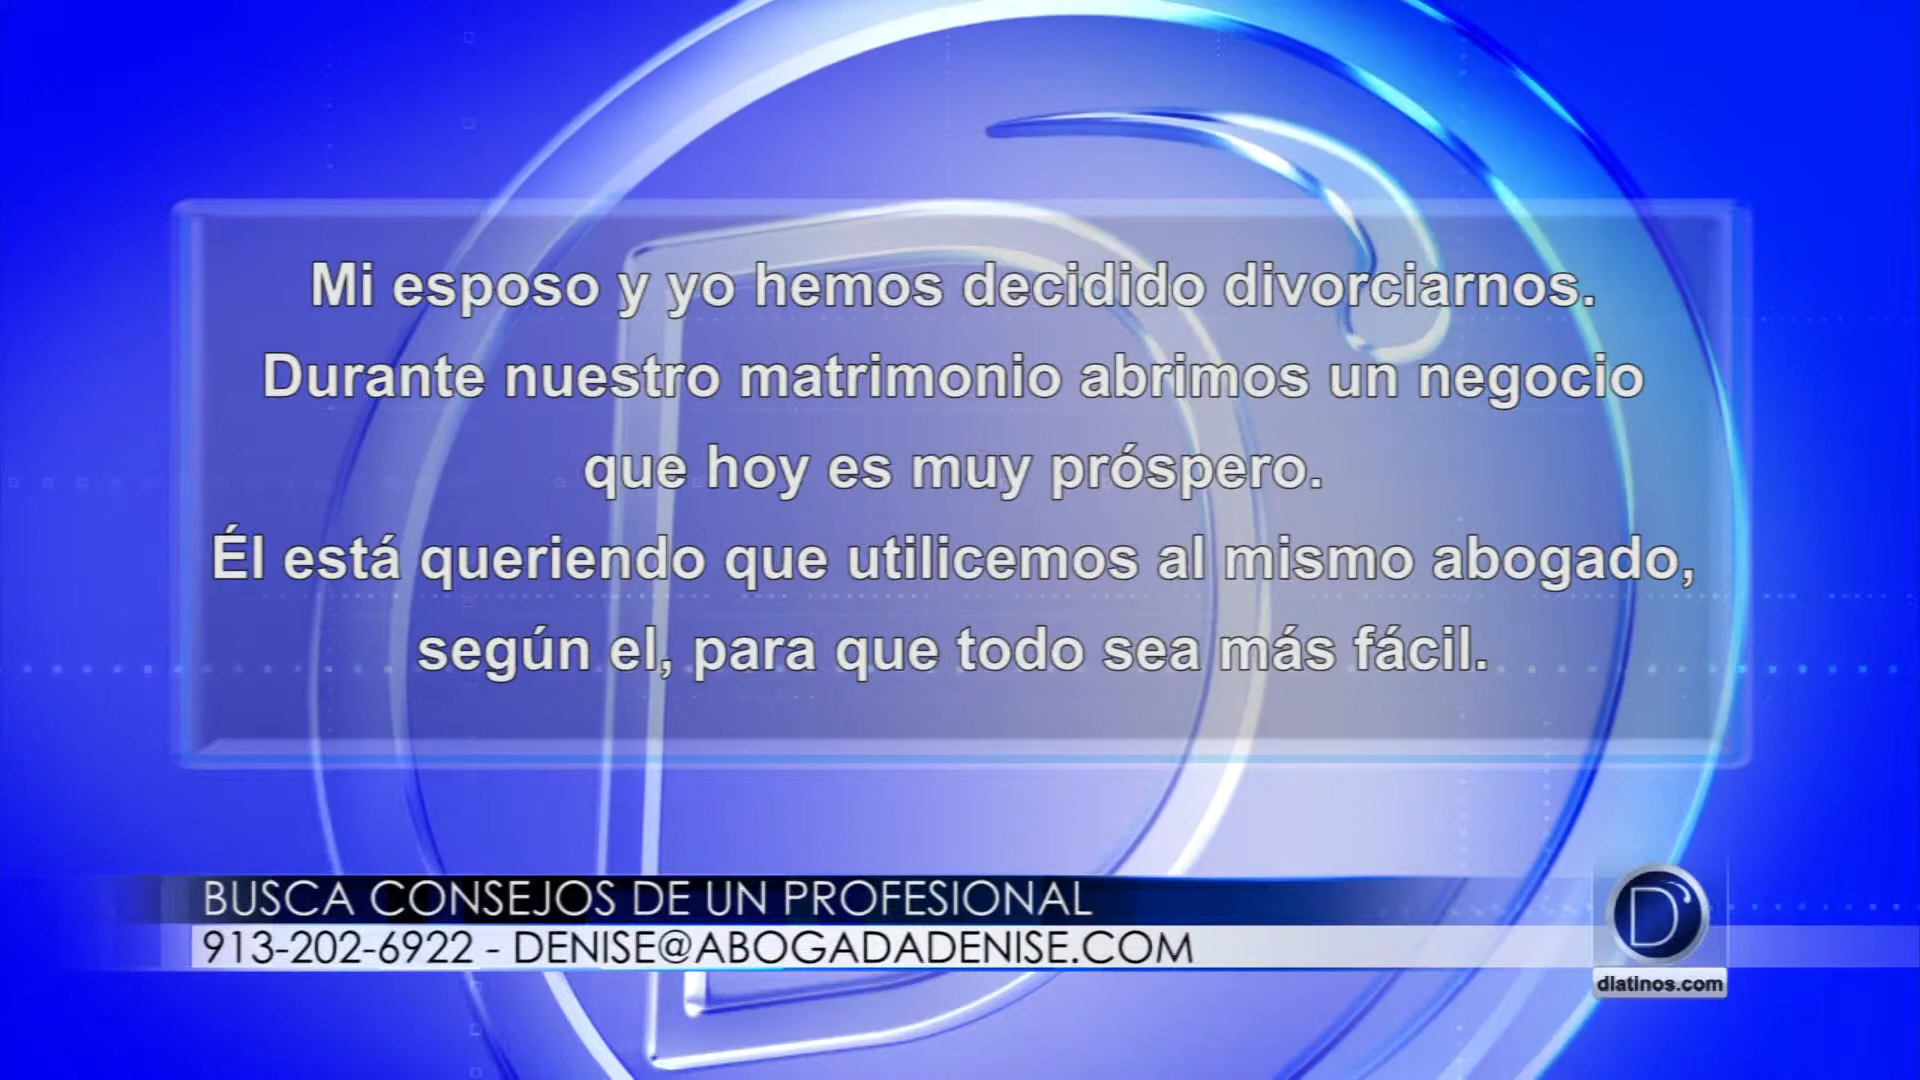 Mi esposo y yo hemos decidido divorciarnos.
Durante nuestro matrimonio abrimos un negocio
que hoy es muy próspero.
Él está queriendo que utilicemos al mismo abogado,
según el, para que todo sea más fácil.
BUSCA CONSEJOS DE UN PROFESIONAL
913-202-6922 - DENISE@ABOGADADENISE.COM
D'
dlatinos.com